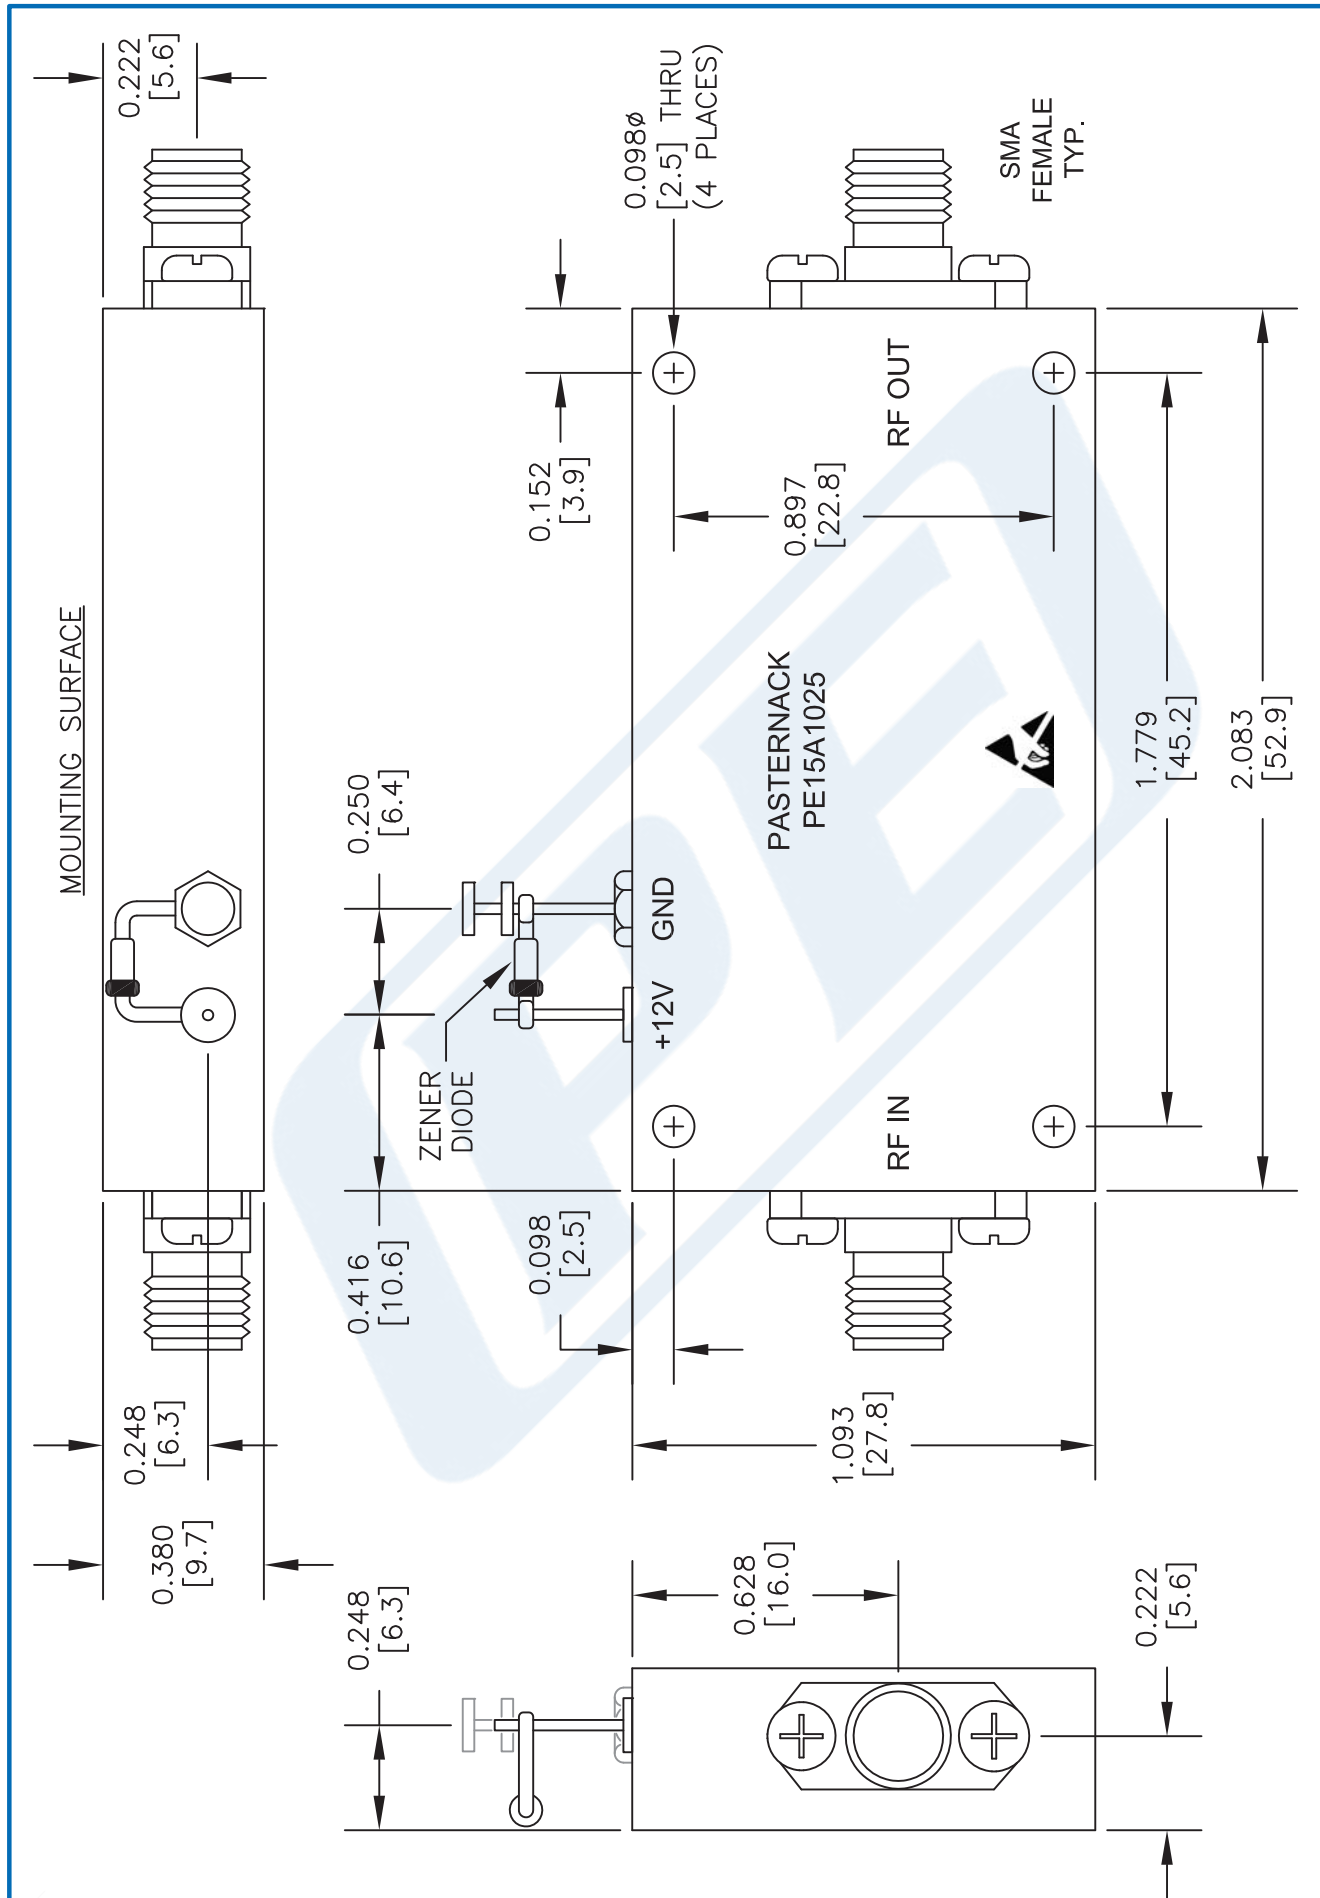 MOUNTING SURFACE
0.222
[5.6]
0.248
[6.3]
0.380
[9.7]
0.250
[6.4]
0.416
[10.6]
ZENER
DIODE
0.098ø
[2.5] THRU
(4 PLACES)
0.152
[3.9]
0.098
[2.5]
+12V
GND
PASTERNACK
PE15A1025
RF IN
RF OUT
0.897
[22.8]
SMA
FEMALE
TYP.
1.779
[45.2]
2.083
[52.9]
1.093
[27.8]
0.248
[6.3]
0.628
[16.0]
0.222
[5.6]
PE